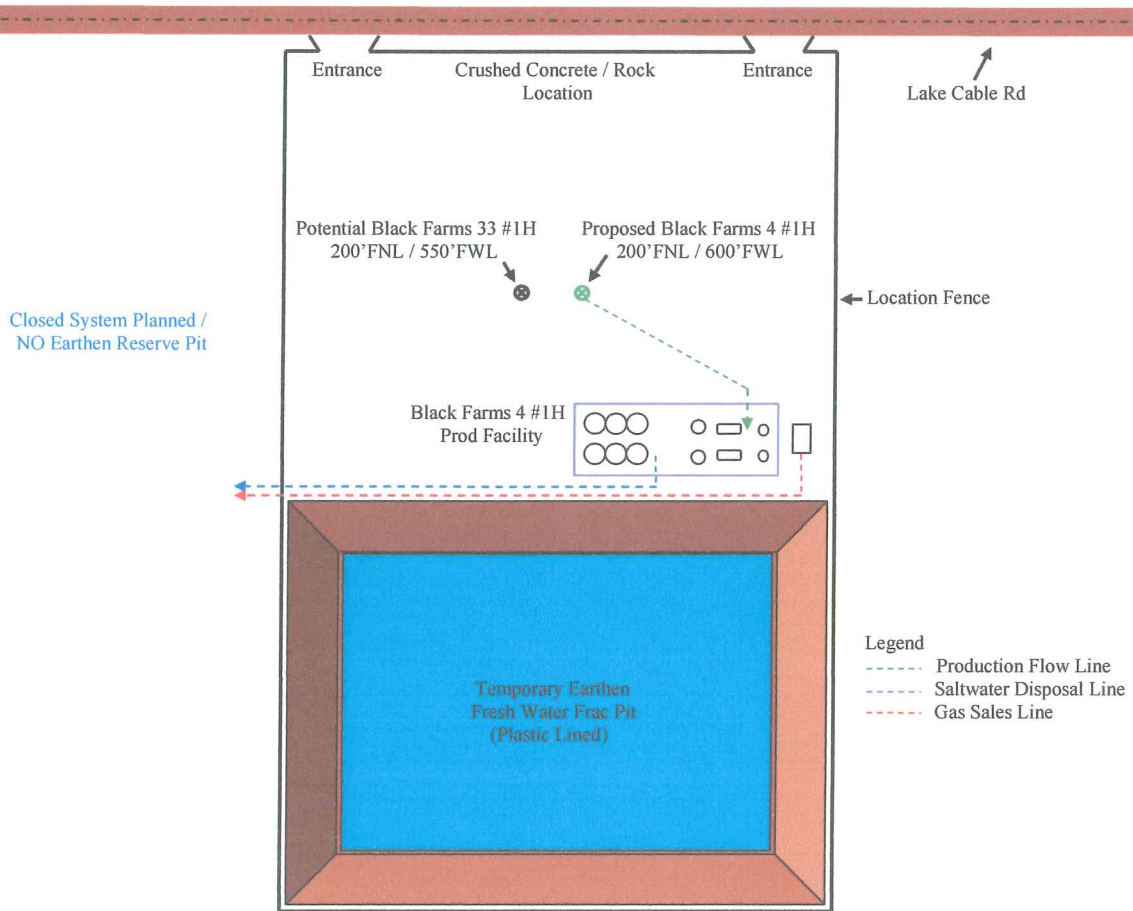 Entrance
Crushed Concrete / Rock
Location
Entrance
Lake Cable Rd
Potential Black Farms 33 #1H
200'FNL / 550'FWL
Proposed Black Farms 4 #1H
200'FNL / 600'FWL
Location Fence
Closed System Planned /
NO Earthen Reserve Pit
Black Farms 4 #1H
Prod Facility
Temporary Earthen
Fresh Water Frac Pit
(Plastic Lined)
Legend
Production Flow Line
Saltwater Disposal Line
Gas Sales Line